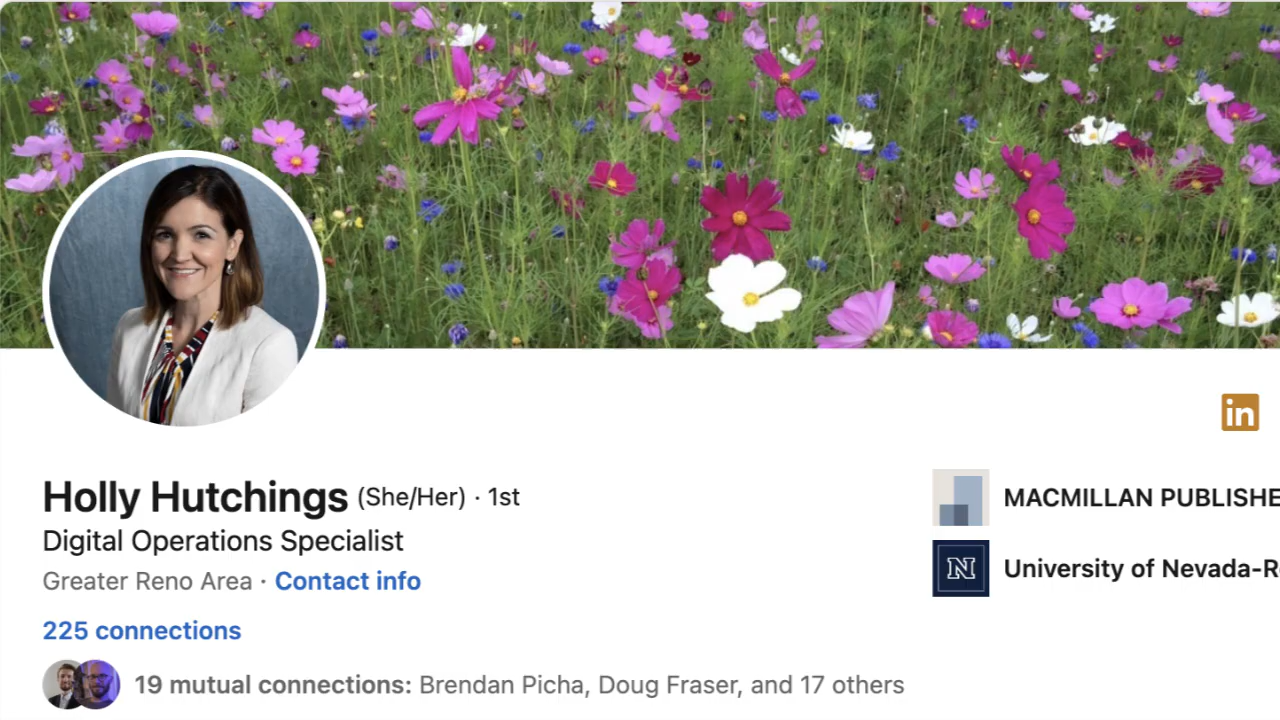 in
Holly Hutchings (She/Her) · 1st
Digital Operations Specialist
Greater Reno Area · Contact info
225 connections
19 mutual connections: Brendan Picha, Doug Fraser, and 17 others
MACMILLAN PUBLISHE
N
University of Nevada-R